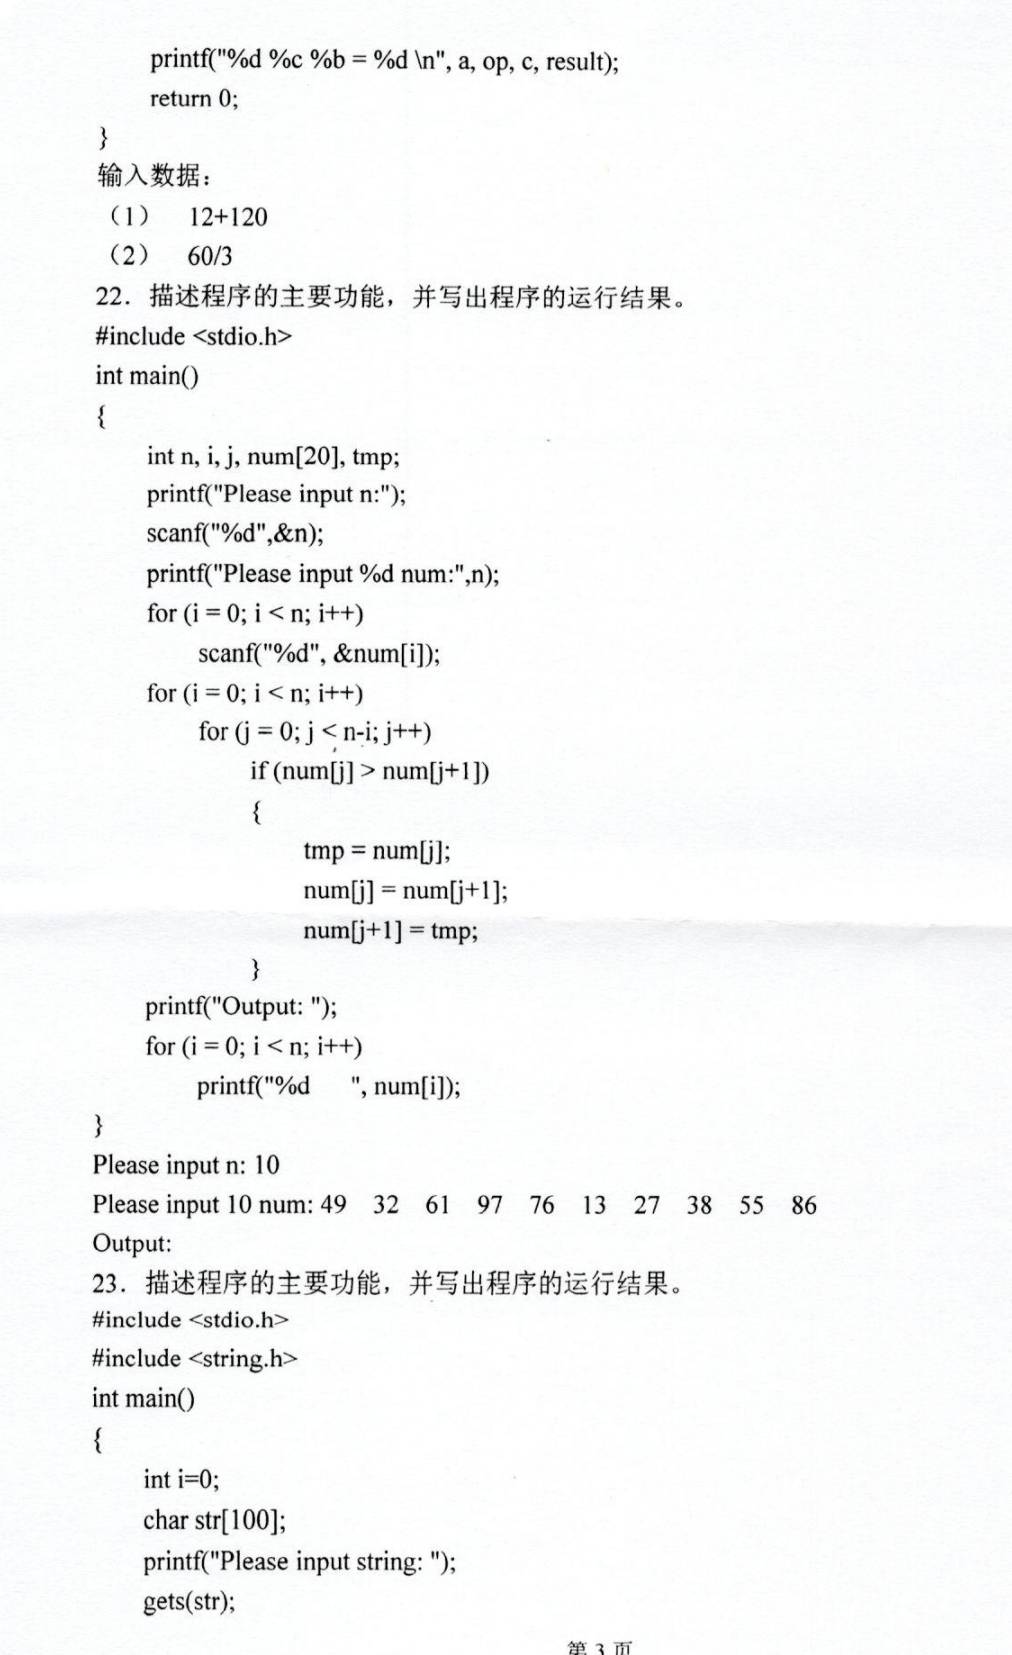 printf("%d %c %b = %d \n", a, op, c, result);
return 0;
}
输入数据：
（1） 12+120
（2） 60/3
22．描述程序的主要功能，并写出程序的运行结果。
#include <stdio.h>
int main()
{
int n, i, j, num[20], tmp;
printf("Please input n:");
scanf("%d",&n);
printf("Please input %d num:",n);
for (i = 0; i < n; i++)
scanf("%d", &num[i]);
for (i = 0; i < n; i++)
for (j = 0; j < n-i; j++)
if (num[j] > num[j+1])
{
tmp = num[j];
num[j] = num[j+1];
num[j+1] = tmp;
}
printf("Output: ");
for (i = 0; i < n; i++)
printf("%d    ", num[i]);
}
Please input n: 10
Please input 10 num: 49 32 61 97 76 13 27 38 55 86
Output:
23．描述程序的主要功能，并写出程序的运行结果。
#include <stdio.h>
#include <string.h>
int main()
{
int i=0;
char str[100];
printf("Please input string: ");
gets(str);
第 3 页